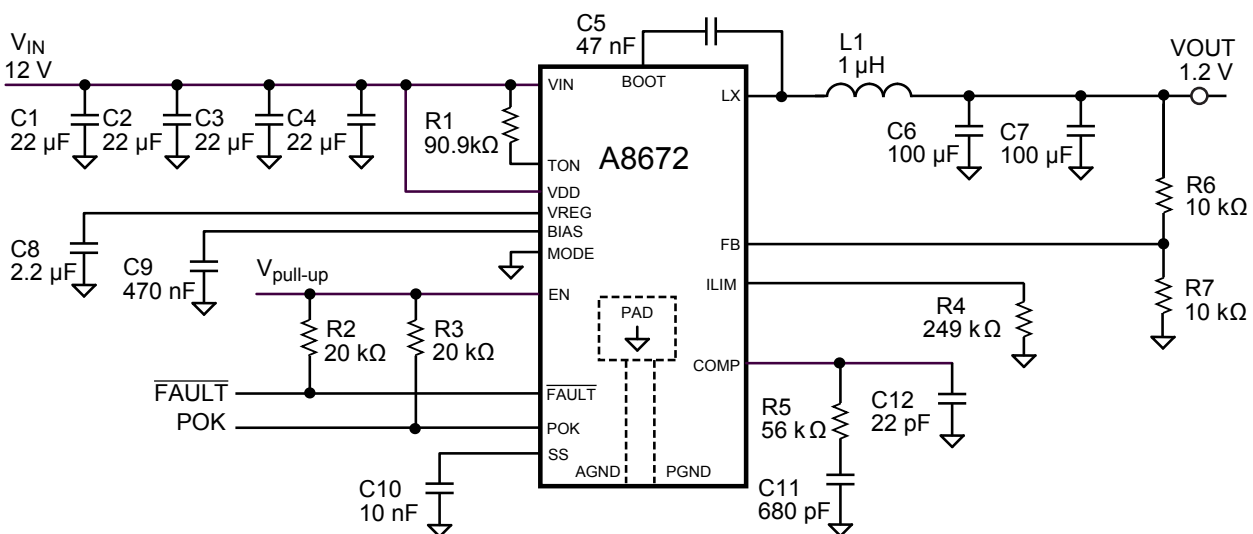 V_IN
12 V
C1
22 µF
C2
22 µF
C3
22 µF
C4
22 µF
R1
90.9kΩ
C5
47 nF
L1
1 µH
VOUT
1.2 V
VIN
BOOT
LX
A8672
TON
VDD
VREG
BIAS
MODE
C6
100 µF
C7
100 µF
R6
10 kΩ
C8
2.2 µF
C9
470 nF
V_pull-up
EN
FB
ILIM
PAD
R4
249 kΩ
R7
10 kΩ
R2
20 kΩ
R3
20 kΩ
COMP
FAULT
FAULT
POK
POK
SS
R5
56 kΩ
C12
22 pF
AGND
PGND
C10
10 nF
C11
680 pF